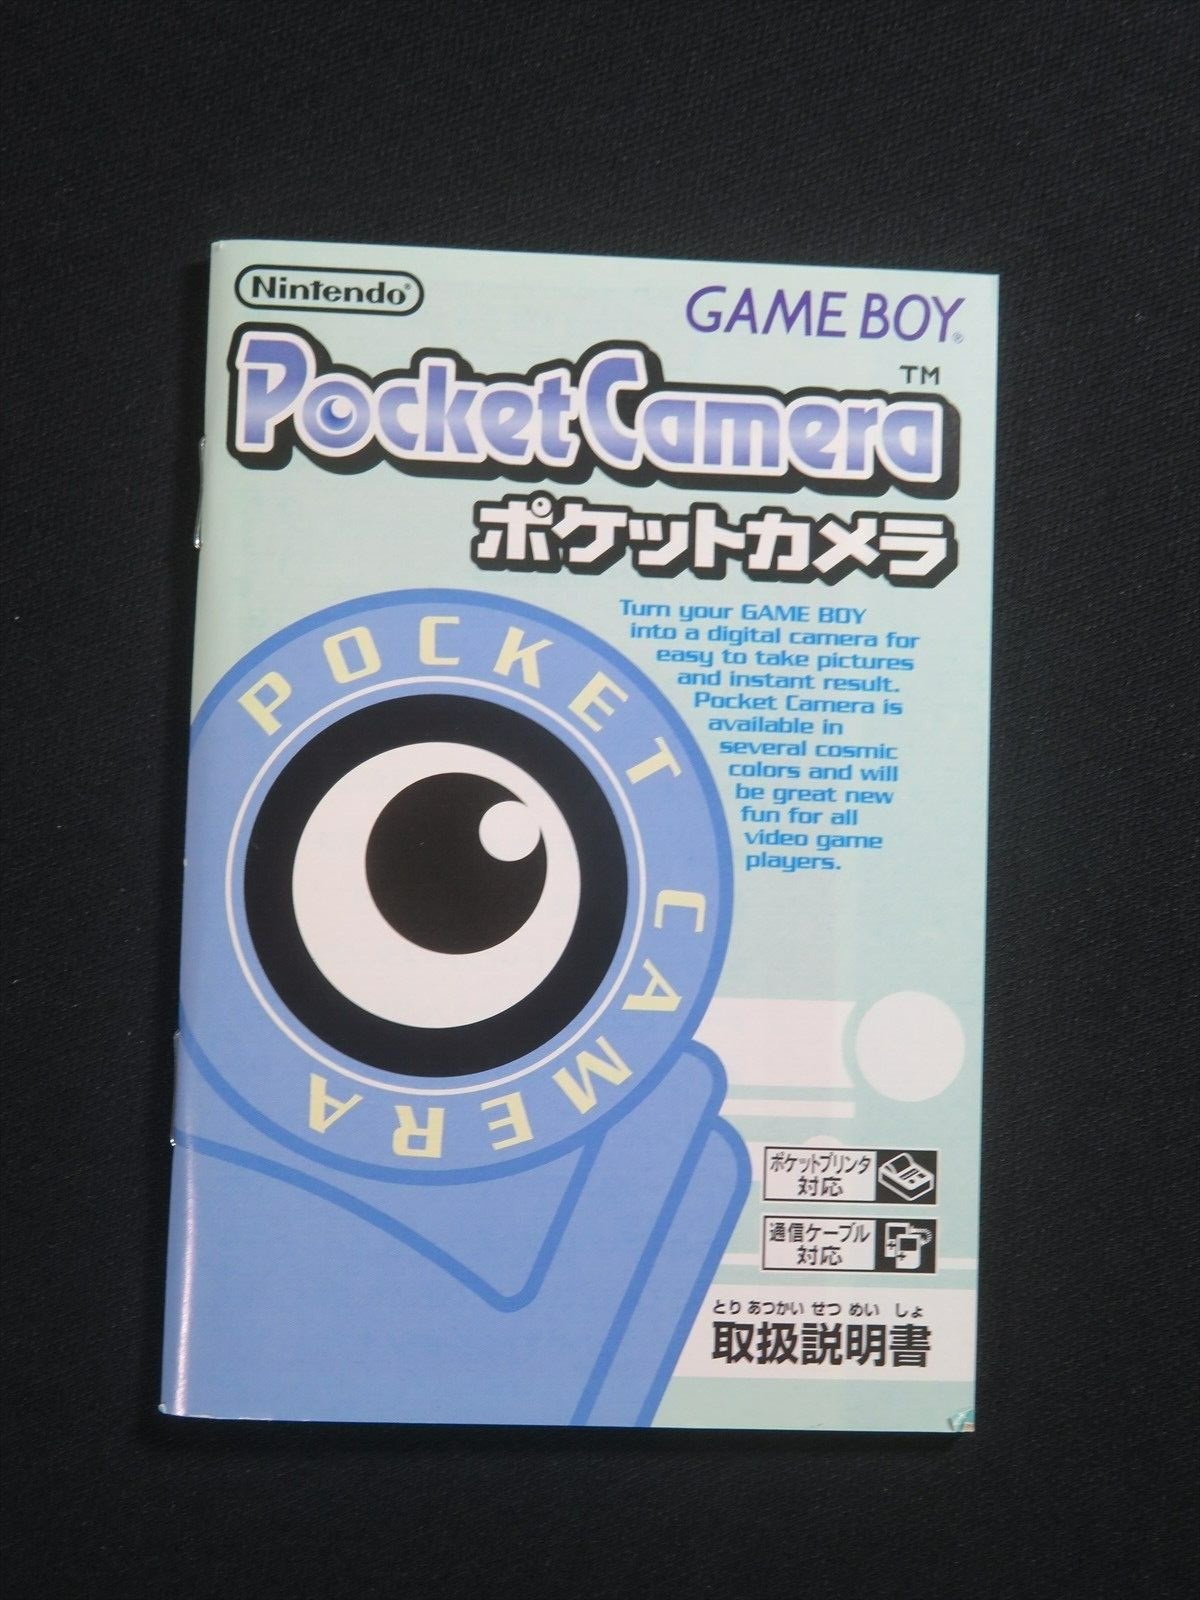 Nintendo®
GAME BOY®
Pocket Camera™
ポケットカメラ
Turn your GAME BOY
into a digital camera for
easy to take pictures
and instant result.
Pocket Camera is
available in
several cosmic
colors and will
be great new
fun for all
video game
players.
POCKET CAMERA
ポケットプリンタ
対応
通信ケーブル
対応
とり あつかい せつ めい しょ
取扱説明書